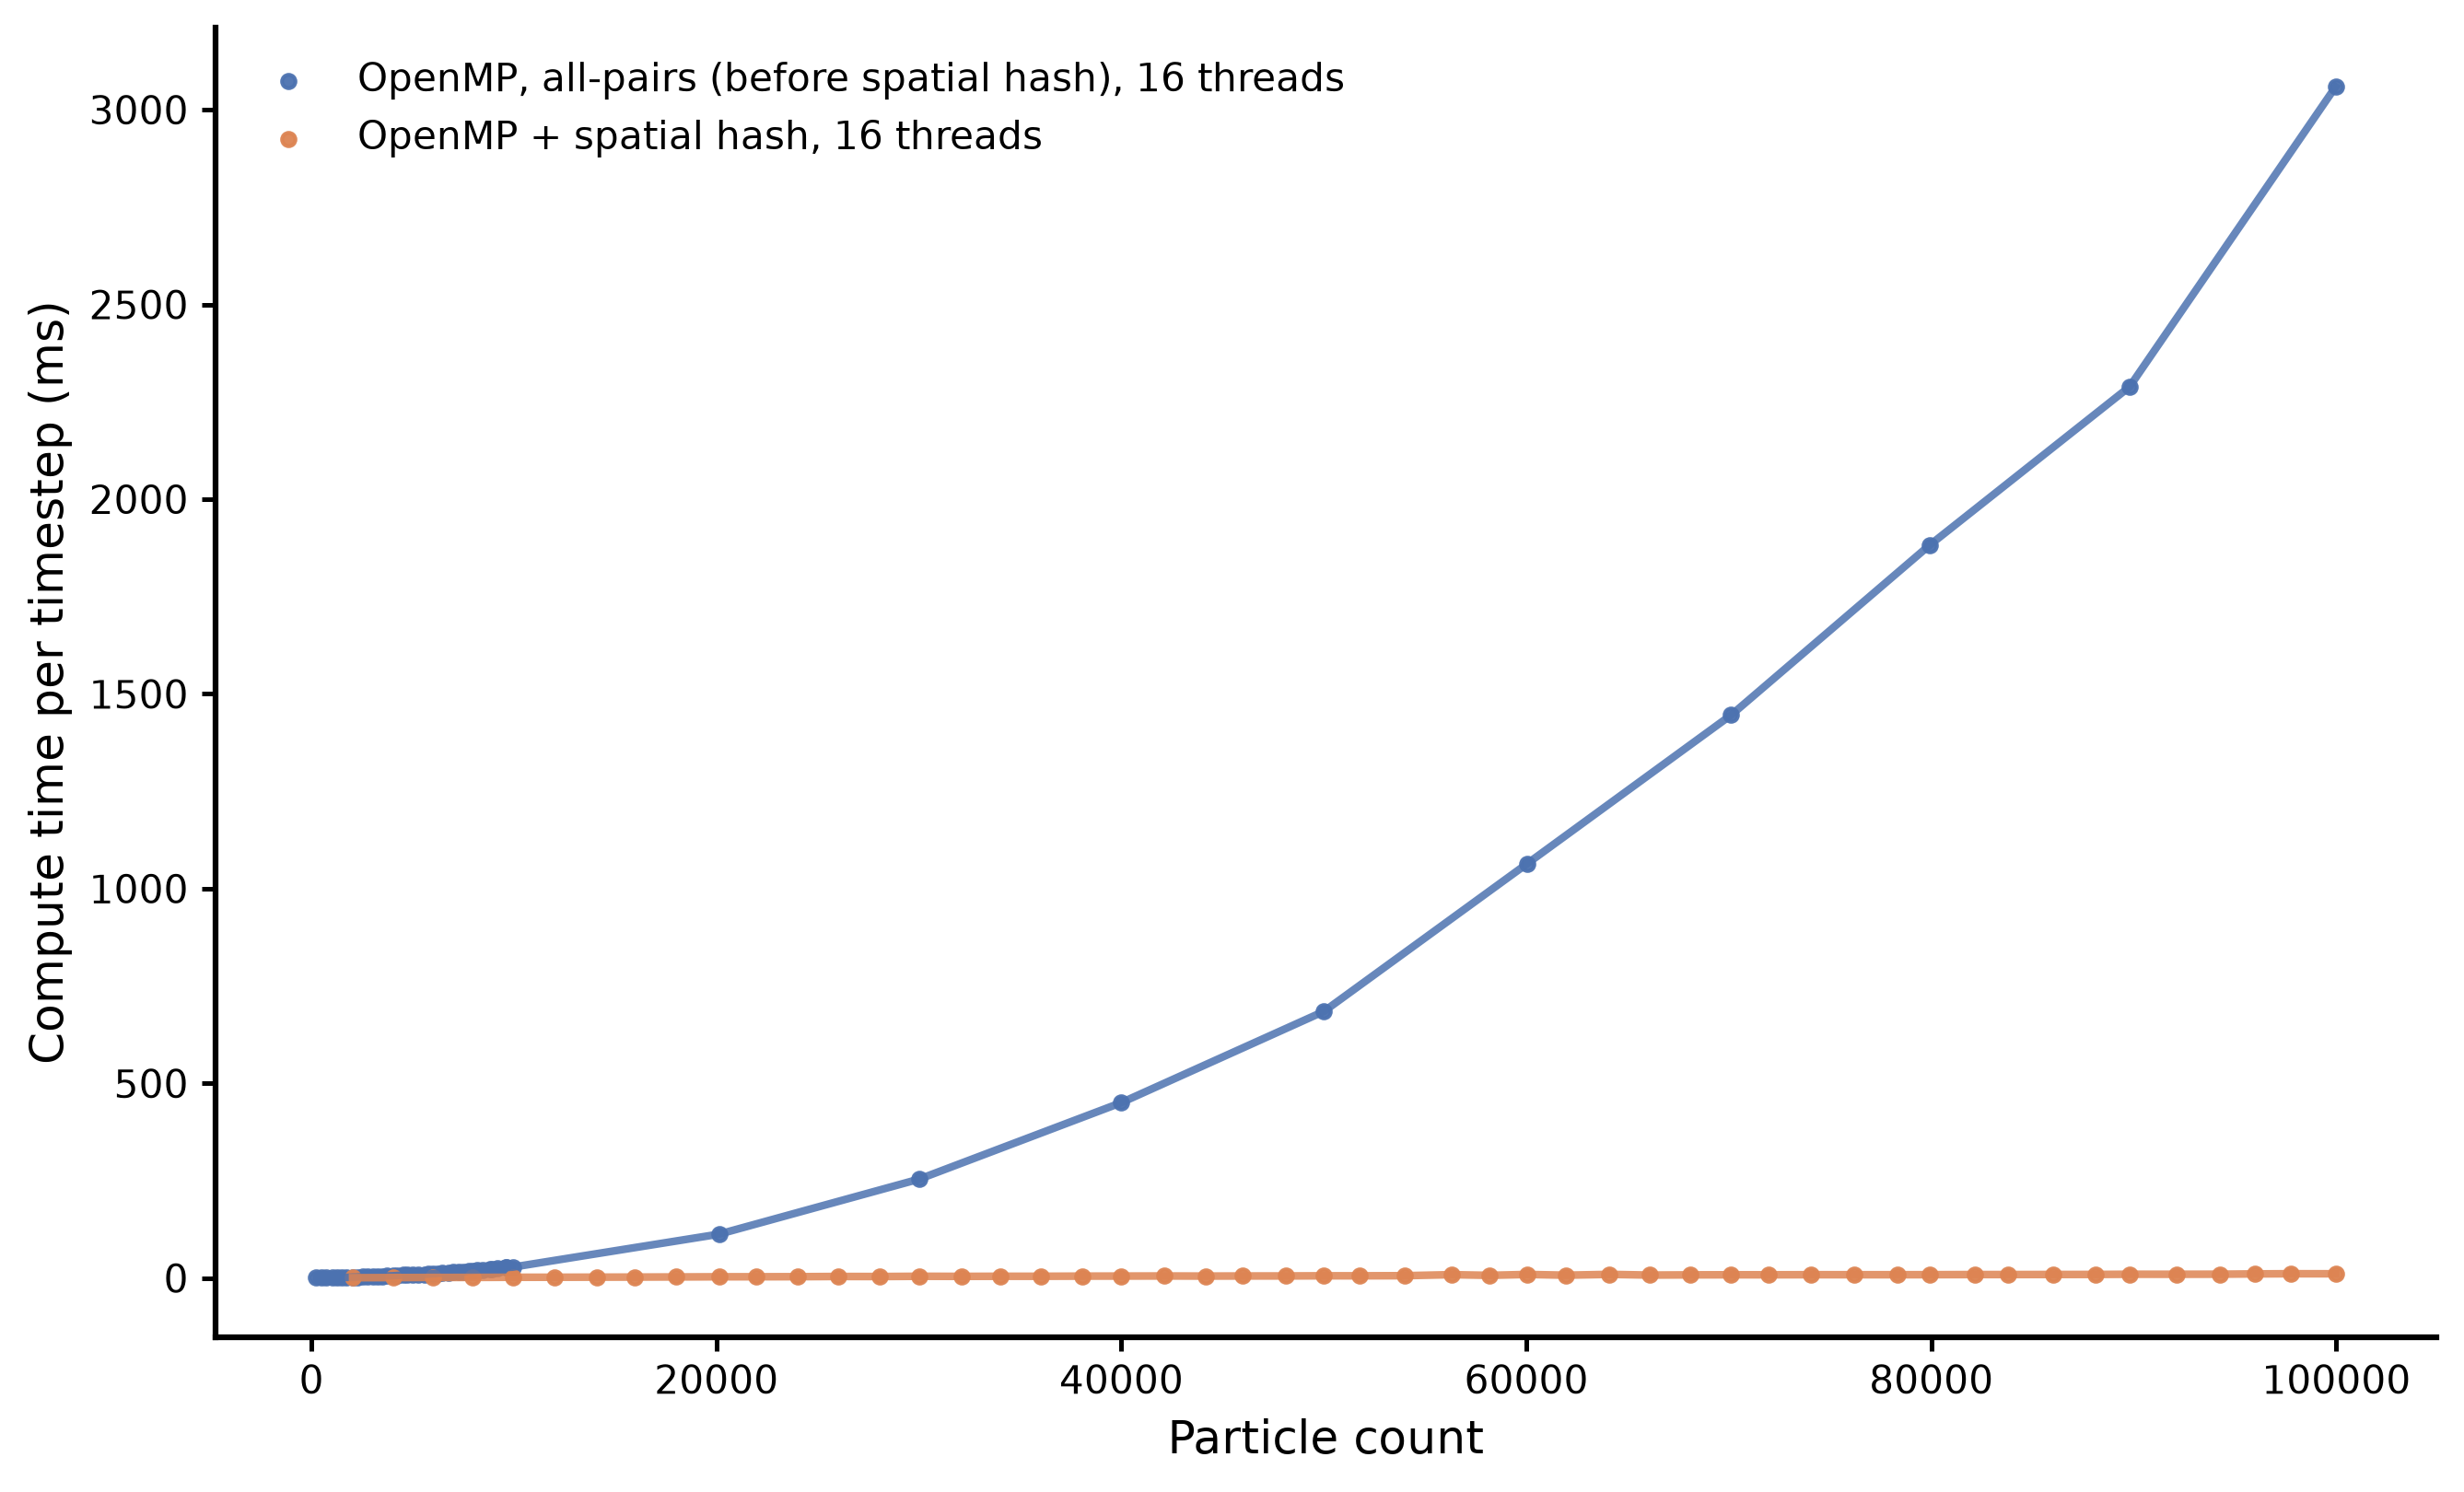 OpenMP, all-pairs (before spatial hash), 16 threads
OpenMP + spatial hash, 16 threads
Compute time per timestep (ms)
3000
2500
2000
1500
1000
500
0
0 20000 40000 60000 80000 100000
Particle count